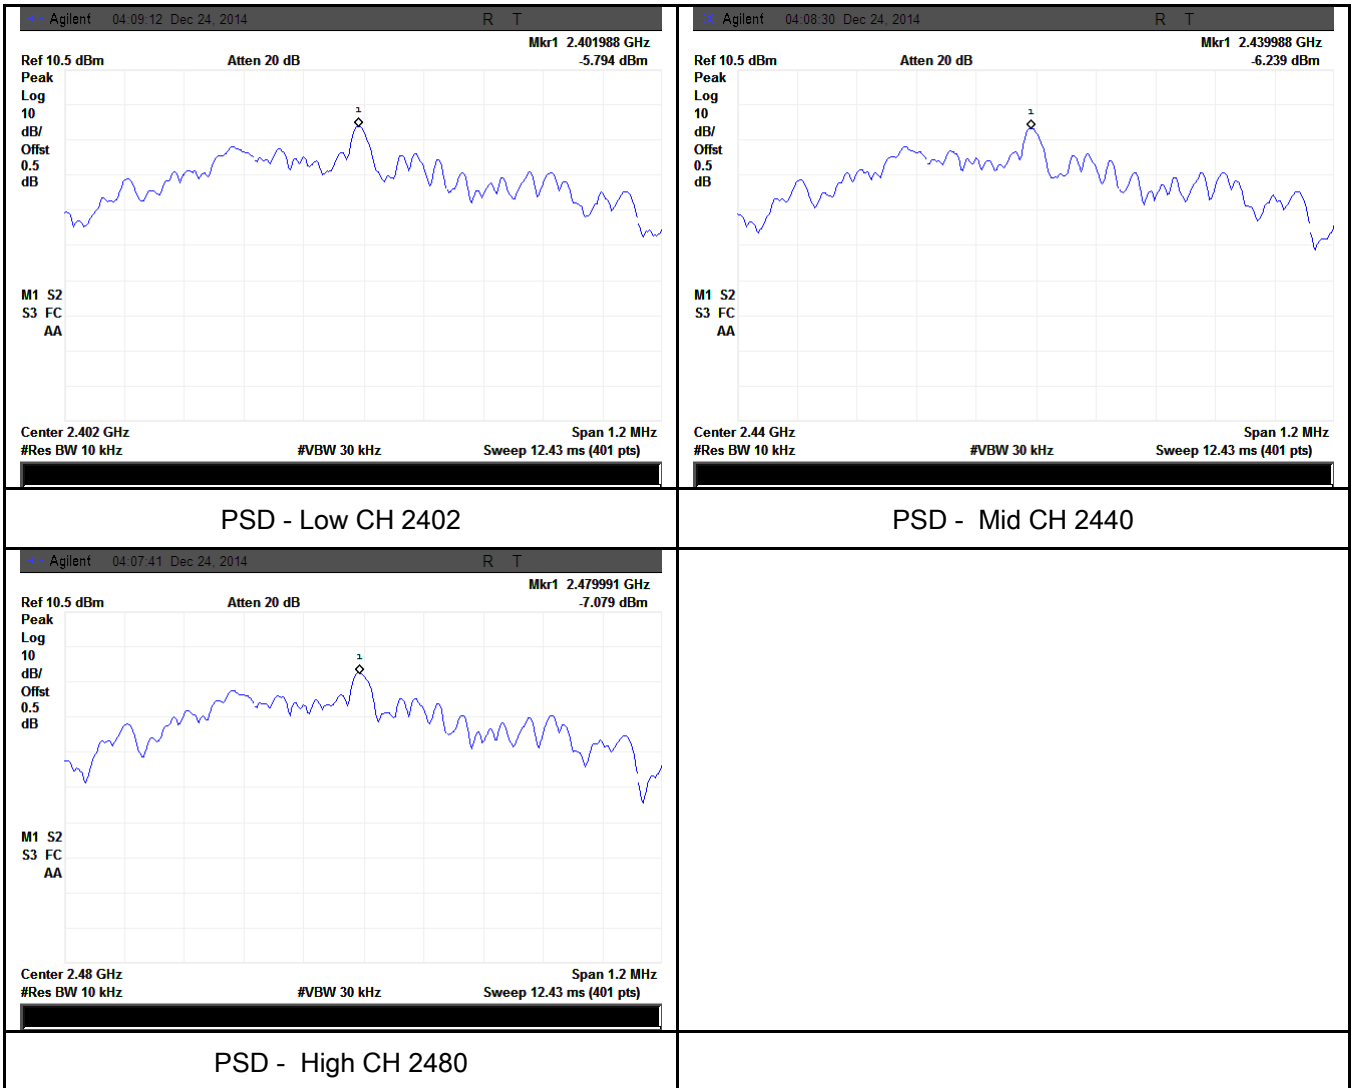 Agilent 04:09:12 Dec 24, 2014 R T
Mkr1 2.401988 GHz
Ref 10.5 dBm Atten 20 dB -5.794 dBm
Peak
Log
10
dB/
Offst
0.5
dB
1
M1 S2
S3 FC
AA
Center 2.402 GHz Span 1.2 MHz
#Res BW 10 kHz #VBW 30 kHz Sweep 12.43 ms (401 pts)
PSD - Low CH 2402
Agilent 04:08:30 Dec 24, 2014 R T
Mkr1 2.439988 GHz
Ref 10.5 dBm Atten 20 dB -6.239 dBm
Peak
Log
10
dB/
Offst
0.5
dB
1
M1 S2
S3 FC
AA
Center 2.44 GHz Span 1.2 MHz
#Res BW 10 kHz #VBW 30 kHz Sweep 12.43 ms (401 pts)
PSD - Mid CH 2440
Agilent 04:07:41 Dec 24, 2014 R T
Mkr1 2.479991 GHz
Ref 10.5 dBm Atten 20 dB -7.079 dBm
Peak
Log
10
dB/
Offst
0.5
dB
1
M1 S2
S3 FC
AA
Center 2.48 GHz Span 1.2 MHz
#Res BW 10 kHz #VBW 30 kHz Sweep 12.43 ms (401 pts)
PSD - High CH 2480